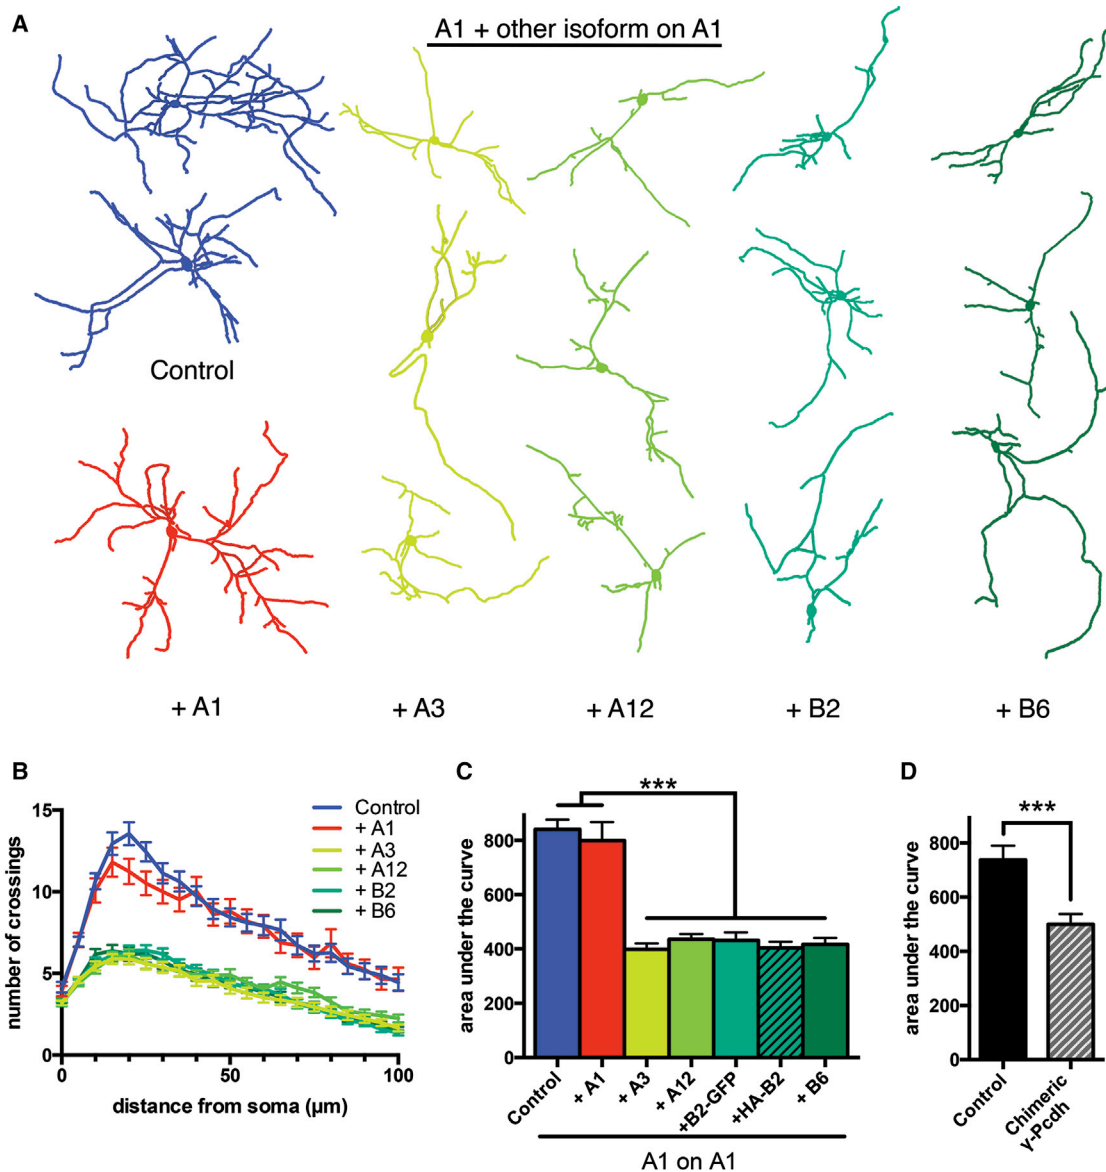 A
A1 + other isoform on A1
Control
+ A1
+ A3
+ A12
+ B2
+ B6
B
number of crossings
15
10
5
0
0
50
100
distance from soma (µm)
Control
+ A1
+ A3
+ A12
+ B2
+ B6
C
area under the curve
800
600
400
200
0
***
Control
+ A1
+ A3
+ A12
+B2-GFP
+HA-B2
+ B6
A1 on A1
D
area under the curve
800
600
400
200
0
***
Control
Chimeric
γ-Pcdh